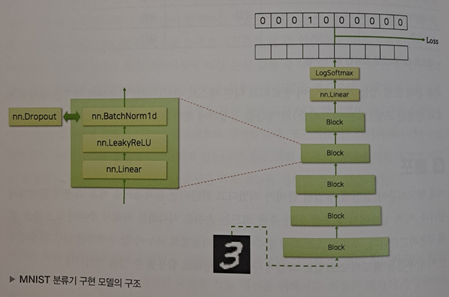 0 0 0 1 0 0 0 0 0 0
Loss
LogSoftmax
nn.Linear
Block
Block
Block
Block
Block
nn.Dropout
nn.BatchNorm1d
nn.LeakyReLU
nn.Linear
3
▶ MNIST 분류기 구현 모델의 구조